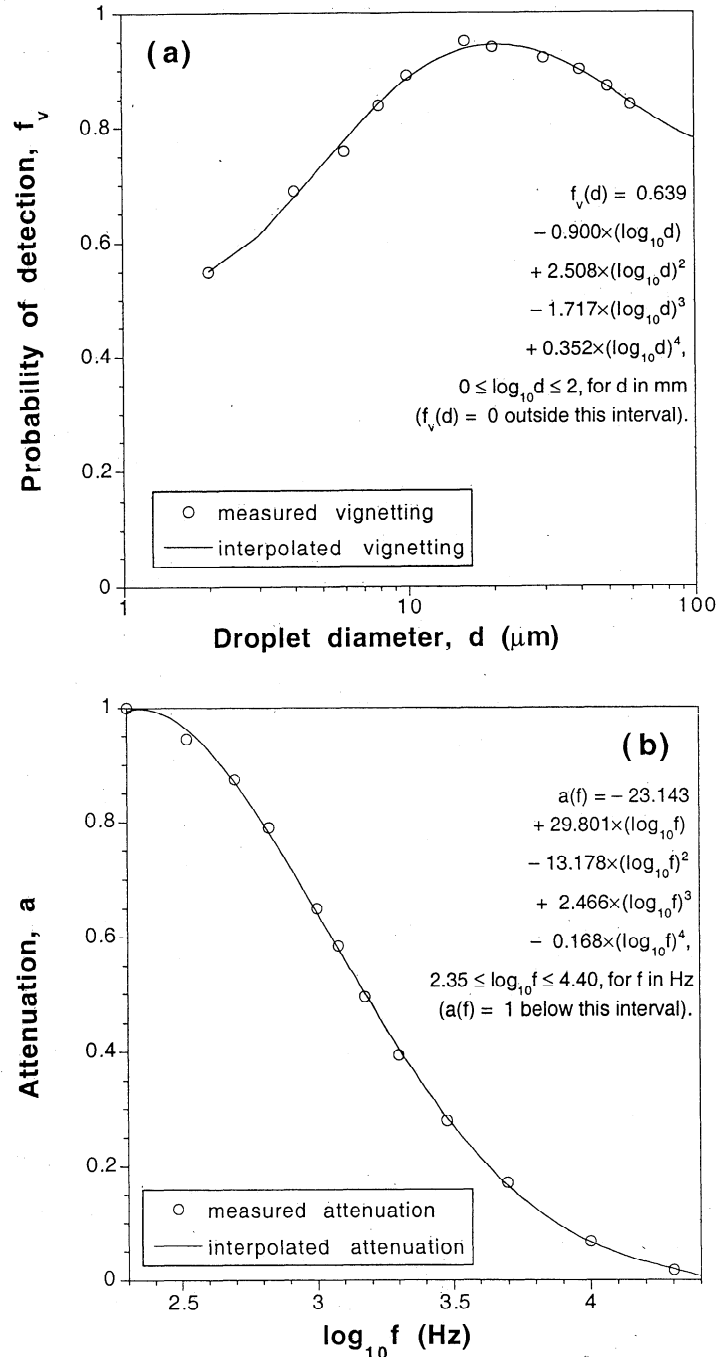 (a)
1
0.8
0.6
0.4
0.2
0
Probability of detection, f_v
f_v(d) = 0.639
− 0.900×(log₁₀d)
+ 2.508×(log₁₀d)²
− 1.717×(log₁₀d)³
+ 0.352×(log₁₀d)⁴,
0 ≤ log₁₀d ≤ 2, for d in mm
(f_v(d) = 0 outside this interval).
measured vignetting
interpolated vignetting
1 10 100
Droplet diameter, d (μm)
(b)
1
0.8
0.6
0.4
0.2
0
Attenuation, a
a(f) = − 23.143
+ 29.801×(log₁₀f)
− 13.178×(log₁₀f)²
+ 2.466×(log₁₀f)³
− 0.168×(log₁₀f)⁴,
2.35 ≤ log₁₀f ≤ 4.40, for f in Hz
(a(f) = 1 below this interval).
measured attenuation
interpolated attenuation
2.5 3 3.5 4
log₁₀f (Hz)